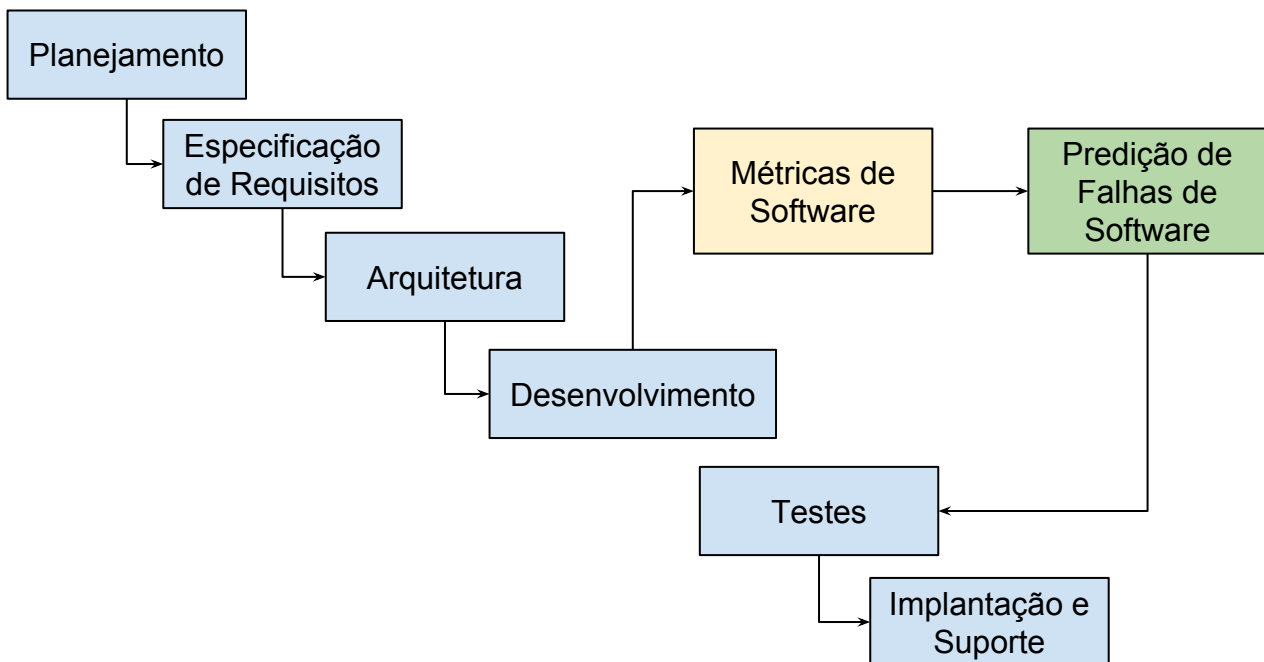 Planejamento
Especificação
de Requisitos
Arquitetura
Desenvolvimento
Métricas de
Software
Predição de
Falhas de
Software
Testes
Implantação e
Suporte